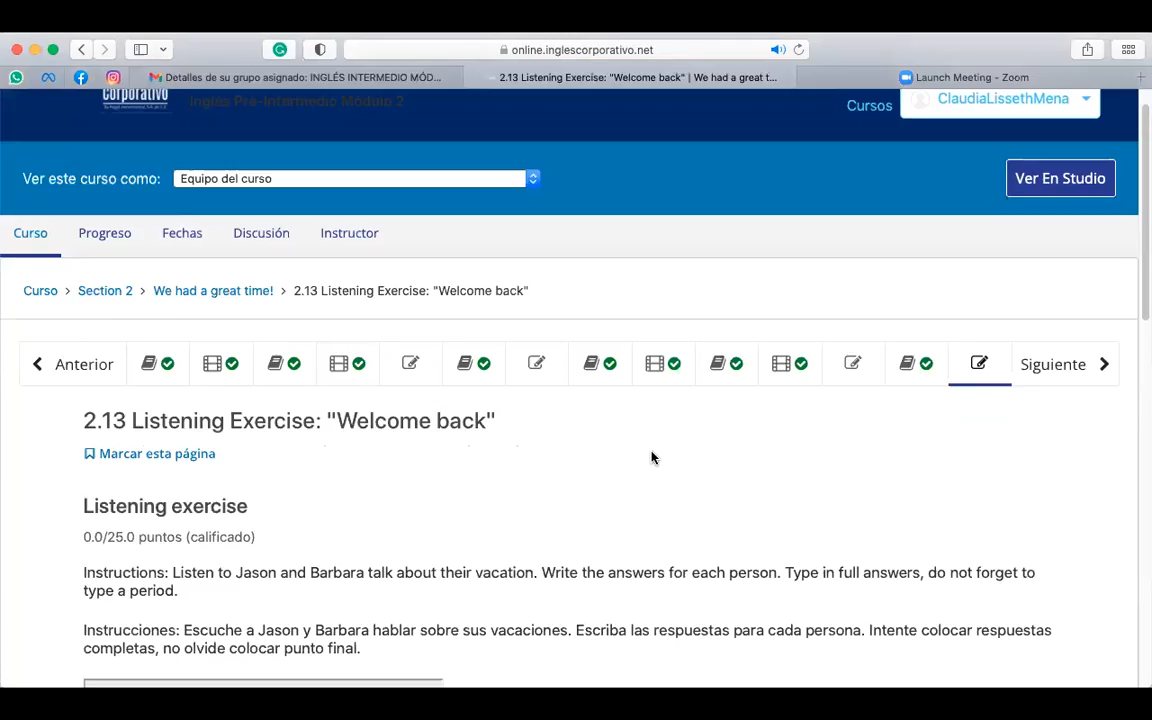 online.inglescorporativo.net
Detalles de su grupo asignado: INGLÉS INTERMEDIO MÓD...
2.13 Listening Exercise: "Welcome back" | We had a great t...
Launch Meeting - Zoom
corporativo
Inglés Pre-Intermedio Módulo 2
Cursos
ClaudiaLissethMena
Ver este curso como:
Equipo del curso
Ver En Studio
Curso
Progreso
Fechas
Discusión
Instructor
Curso > Section 2 > We had a great time! > 2.13 Listening Exercise: "Welcome back"
Anterior
Siguiente
2.13 Listening Exercise: "Welcome back"
Marcar esta página
Listening exercise
0.0/25.0 puntos (calificado)
Instructions: Listen to Jason and Barbara talk about their vacation. Write the answers for each person. Type in full answers, do not forget to
type a period.
Instrucciones: Escuche a Jason y Barbara hablar sobre sus vacaciones. Escriba las respuestas para cada persona. Intente colocar respuestas
completas, no olvide colocar punto final.